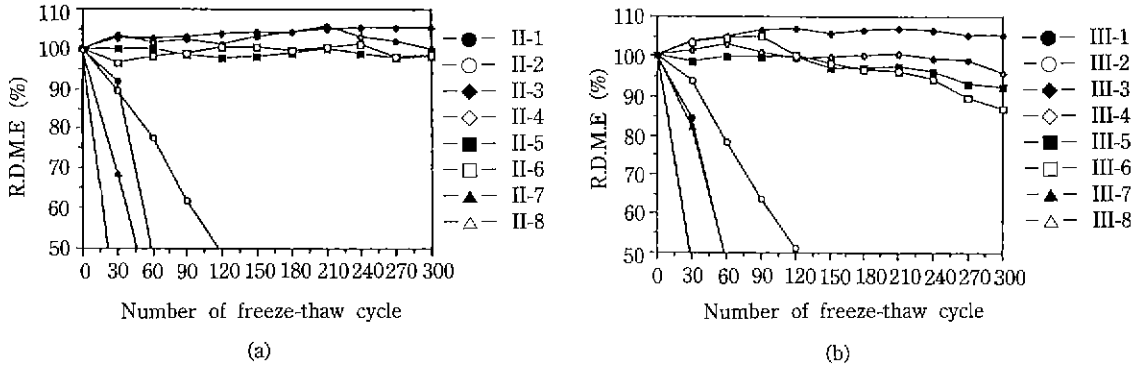 R.D.M.E (%)
110
100
90
80
70
60
50
0 30 60 90 120 150 180 210 240 270 300
Number of freeze-thaw cycle
(a)
II-1
II-2
II-3
II-4
II-5
II-6
II-7
II-8
R.D.M.E (%)
110
100
90
80
70
60
50
0 30 60 90 120 150 180 210 240 270 300
Number of freeze-thaw cycle
(b)
III-1
III-2
III-3
III-4
III-5
III-6
III-7
III-8